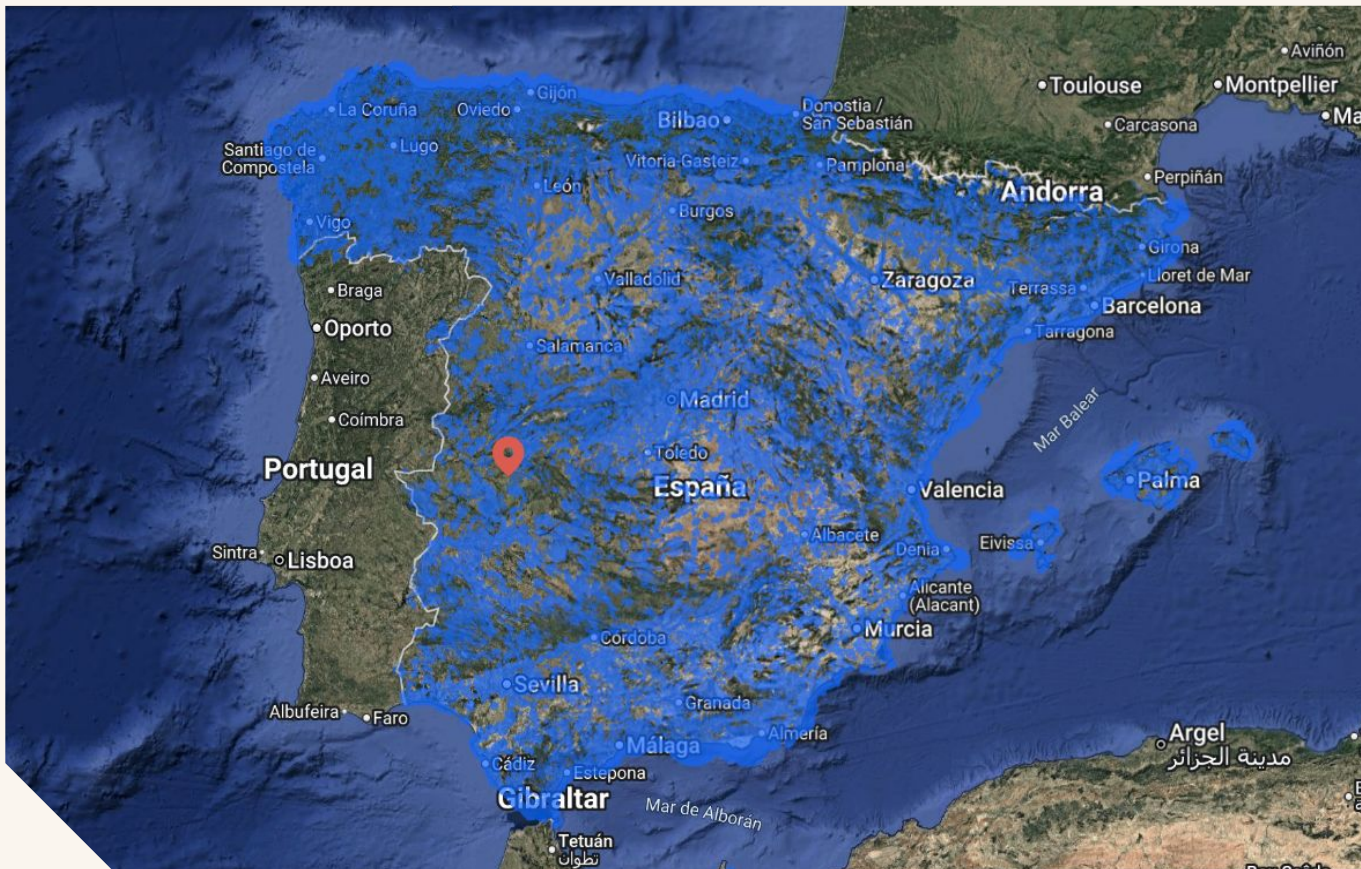 Aviñón
Toulouse
Montpellier
Carcasona
Perpiñán
Gijón
La Coruña
Oviedo
Bilbao
Donostia /
San Sebastián
Lugo
Santiago de
Compostela
Vitoria-Gasteiz
Pamplona
León
Andorra
Burgos
Vigo
Girona
Valladolid
Zaragoza
Lloret de Mar
Terrassa
Braga
Barcelona
Oporto
Tarragona
Salamanca
Aveiro
Madrid
Coímbra
Mar Balear
Toledo
Portugal
España
Palma
Valencia
Albacete
Denia
Eivissa
Sintra
Lisboa
Alicante
(Alacant)
Murcia
Córdoba
Sevilla
Granada
Albufeira
Faro
Almería
Argel
مدينة الجزائر
Málaga
Cádiz
Estepona
Gibraltar
Mar de Alborán
Tetuán
تطوان